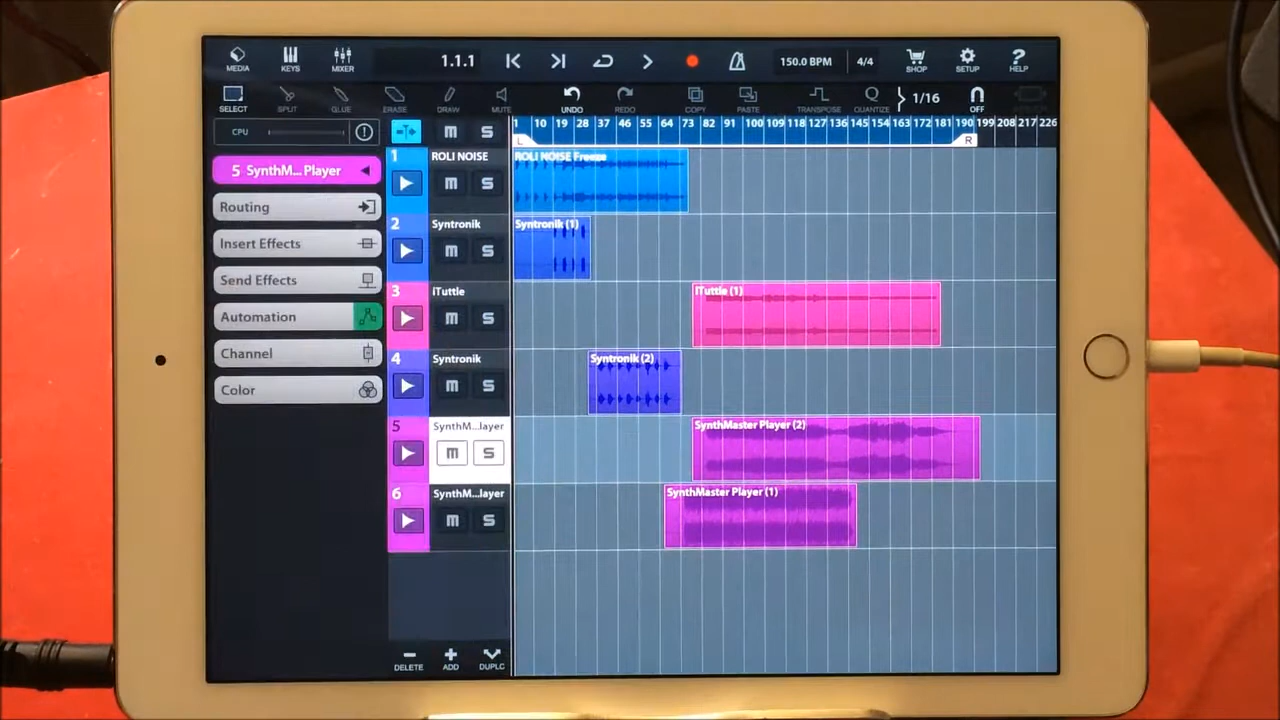 MEDIA KEYS MIXER 1.1.1 150.0 BPM 4/4 SHOP SETUP HELP
SELECT SPLIT GLUE ERASE DRAW MUTE UNDO REDO COPY PASTE TRANSPOSE QUANTIZE 1/16 OFF
CPU M S 1 10 19 28 37 46 55 64 73 82 91 100 109 118 127 136 145 154 163 172 181 190 199 208 217 226
L R
5 SynthM...Player
Routing
Insert Effects
Send Effects
Automation
Channel
Color
1 ROLI NOISE ROLI NOISE Freeze
M S
2 Syntronik Syntronik (1)
M S
3 iTuttle iTuttle (1)
M S
4 Syntronik Syntronik (2)
M S
5 SynthM...layer SynthMaster Player (2)
M S
6 SynthM...layer SynthMaster Player (1)
M S
DELETE ADD DUPLC